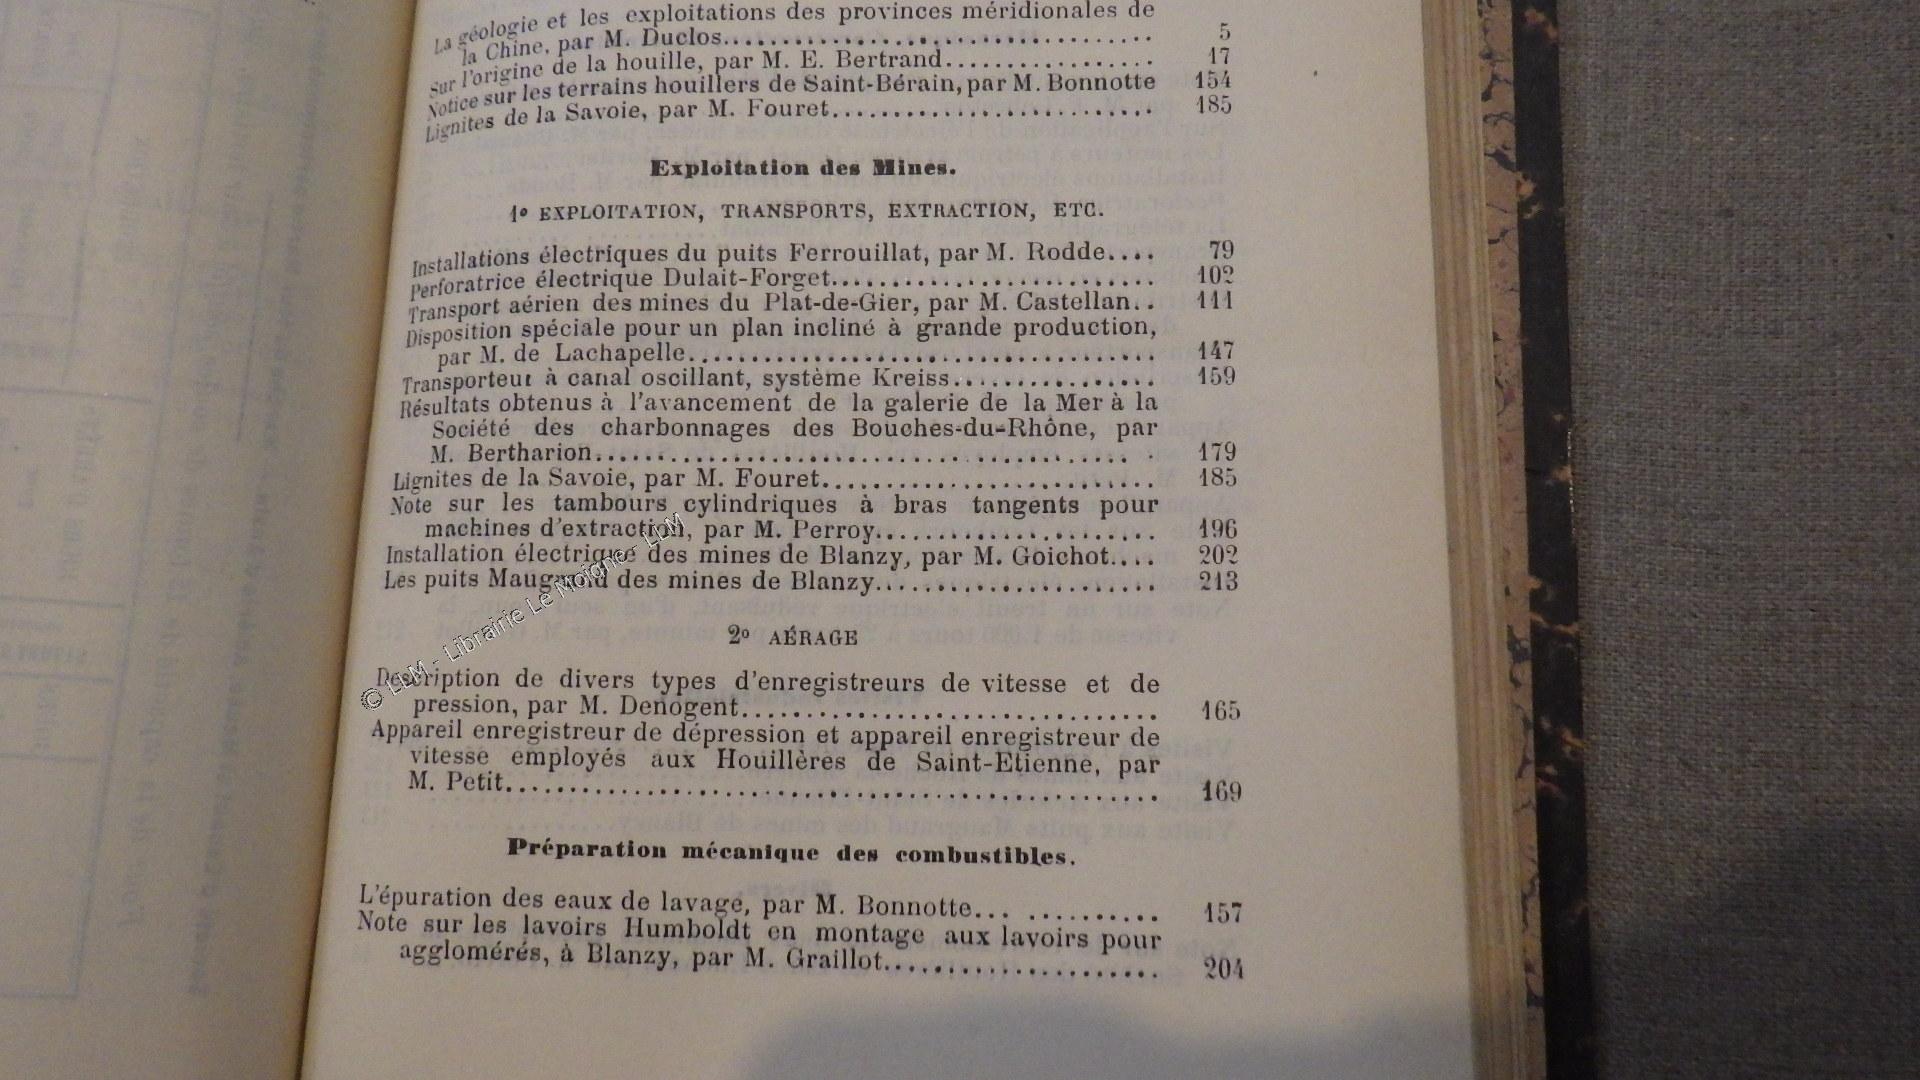 La géologie et les exploitations des provinces méridionales de
la Chine, par M. Duclos........................................ 5
Sur l'origine de la houille, par M. E. Bertrand................. 17
Notice sur les terrains houillers de Saint-Bérain, par M. Bonnotte 154
Lignites de la Savoie, par M. Fouret............................ 185
Exploitation des Mines.
1º EXPLOITATION, TRANSPORTS, EXTRACTION, ETC.
Installations électriques du puits Ferrouillat, par M. Rodde.... 79
Perforatrice électrique Dulait-Forget........................... 102
Transport aérien des mines du Plat-de-Gier, par M. Castellan.. 111
Disposition spéciale pour un plan incliné à grande production,
par M. de Lachapelle.................................... 147
Transporteur à canal oscillant, système Kreiss................ 159
Résultats obtenus à l'avancement de la galerie de la Mer à la
Société des charbonnages des Bouches-du-Rhône, par
M. Bertharion........................................... 179
Lignites de la Savoie, par M. Fouret............................ 185
Note sur les tambours cylindriques à bras tangents pour
machines d'extraction, par M. Perroy...................... 196
Installation électrique des mines de Blanzy, par M. Goichot.... 202
Les puits Maugrand des mines de Blanzy...................... 213
© LLM - Librairie Le Moigne - LLM
2º AÉRAGE
Description de divers types d'enregistreurs de vitesse et de
pression, par M. Denogent.................................. 165
Appareil enregistreur de dépression et appareil enregistreur de
vitesse employés aux Houillères de Saint-Etienne, par
M. Petit.................................................. 169
Préparation mécanique des combustibles.
L'épuration des eaux de lavage, par M. Bonnotte... .......... 157
Note sur les lavoirs Humboldt en montage aux lavoirs pour
agglomérés, à Blanzy, par M. Graillot...................... 204